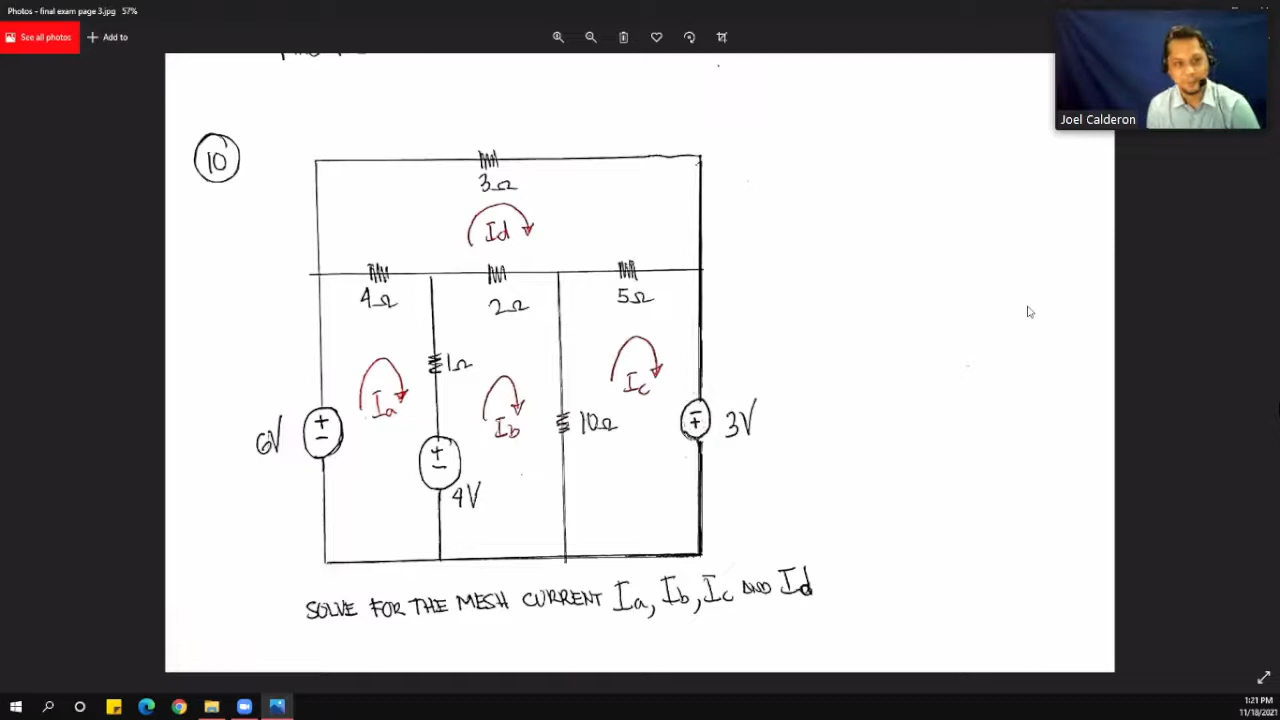 Photos - final exam page 3.jpg 57%
See all photos
Add to
Joel Calderon
10
3Ω
Id
4Ω
2Ω
5Ω
1Ω
Ia
Ib
Ic
10Ω
6V
3V
4V
SOLVE FOR THE MESH CURRENT Ia, Ib, Ic AND Id
1:21 PM
11/18/2021